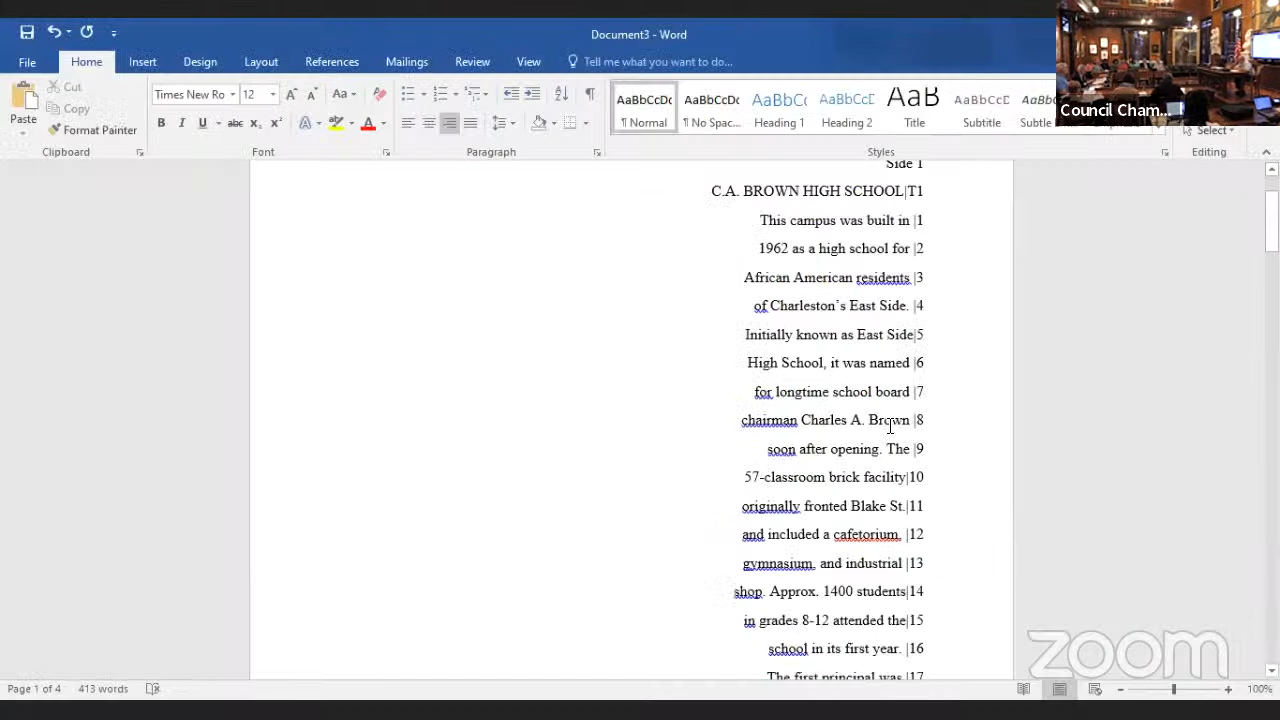 Document3 - Word
File Home Insert Design Layout References Mailings Review View Tell me what you want to do...
Paste
Cut
Copy
Format Painter
Clipboard
Times New Ro 12
Font
Paragraph
AaBbCcDc AaBbCcDc AaBbCc AaBbCcD AaB AaBbCcD
¶ Normal ¶ No Spac... Heading 1 Heading 2 Title Subtitle Subtle
Styles
Select
Editing
Council Cham...
Side 1
C.A. BROWN HIGH SCHOOL|T1
This campus was built in |1
1962 as a high school for |2
African American residents |3
of Charleston’s East Side. |4
Initially known as East Side|5
High School, it was named |6
for longtime school board |7
chairman Charles A. Brown |8
soon after opening. The |9
57-classroom brick facility|10
originally fronted Blake St.|11
and included a cafetorium, |12
gymnasium, and industrial |13
shop. Approx. 1400 students|14
in grades 8-12 attended the|15
school in its first year. |16
The first principal was |17
zoom
Page 1 of 4 413 words
100%